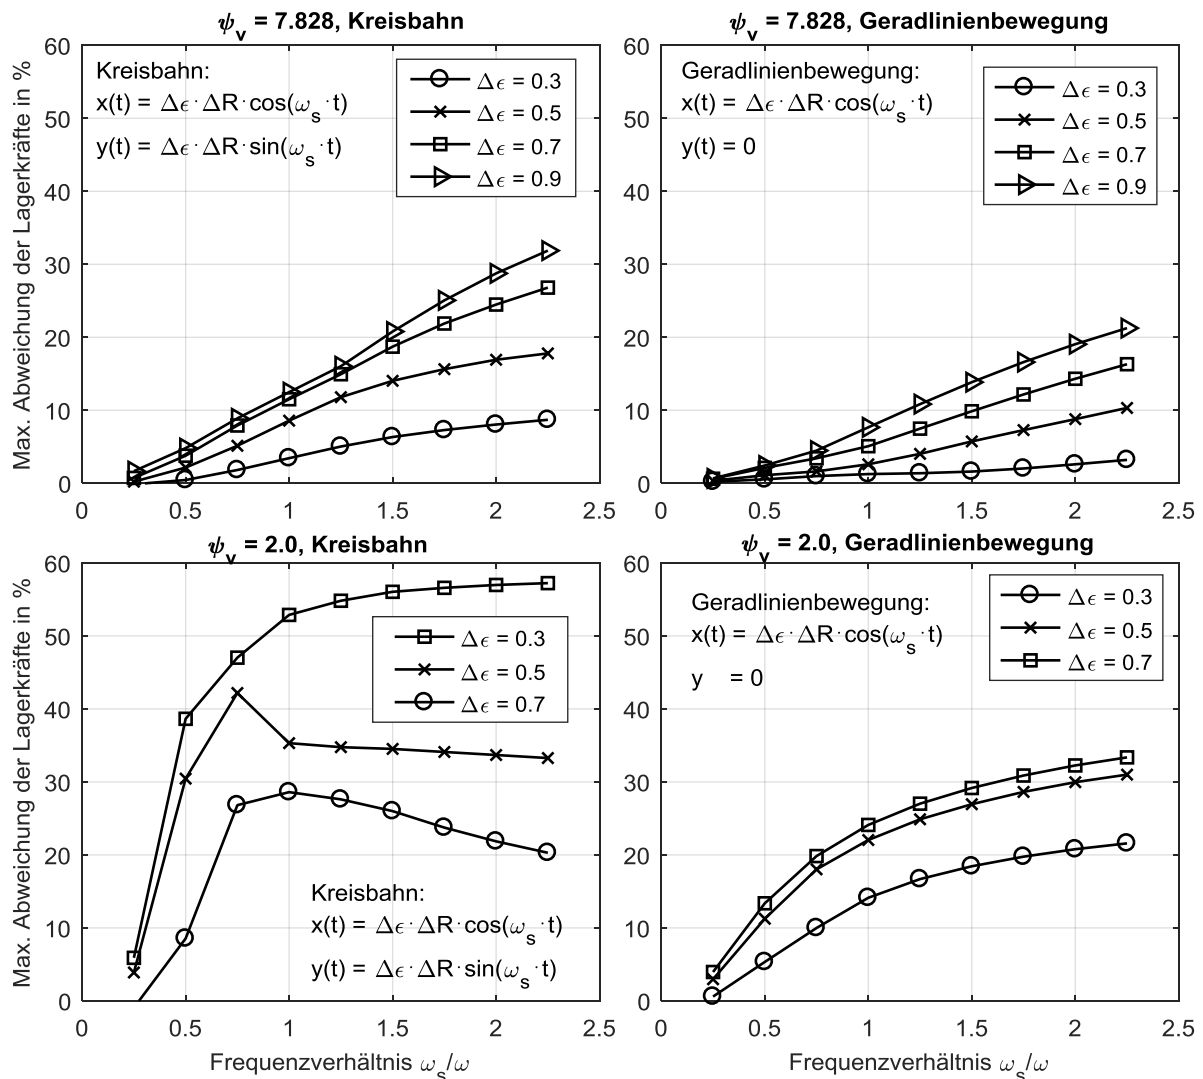 ψv = 7.828, Kreisbahn
Max. Abweichung der Lagerkräfte in %
60
50
40
30
20
10
0
Kreisbahn:
x(t) = Δϵ·ΔR·cos(ωs·t)
y(t) = Δϵ·ΔR·sin(ωs·t)
Δϵ = 0.3
Δϵ = 0.5
Δϵ = 0.7
Δϵ = 0.9
0 0.5 1 1.5 2 2.5
ψv = 7.828, Geradlinienbewegung
60
50
40
30
20
10
0
Geradlinienbewegung:
x(t) = Δϵ·ΔR·cos(ωs·t)
y(t) = 0
Δϵ = 0.3
Δϵ = 0.5
Δϵ = 0.7
Δϵ = 0.9
0 0.5 1 1.5 2 2.5
ψv = 2.0, Kreisbahn
Max. Abweichung der Lagerkräfte in %
60
50
40
30
20
10
0
Δϵ = 0.3
Δϵ = 0.5
Δϵ = 0.7
Kreisbahn:
x(t) = Δϵ·ΔR·cos(ωs·t)
y(t) = Δϵ·ΔR·sin(ωs·t)
0 0.5 1 1.5 2 2.5
Frequenzverhältnis ωs/ω
ψv = 2.0, Geradlinienbewegung
60
50
40
30
20
10
0
Geradlinienbewegung:
x(t) = Δϵ·ΔR·cos(ωs·t)
y = 0
Δϵ = 0.3
Δϵ = 0.5
Δϵ = 0.7
0 0.5 1 1.5 2 2.5
Frequenzverhältnis ωs/ω